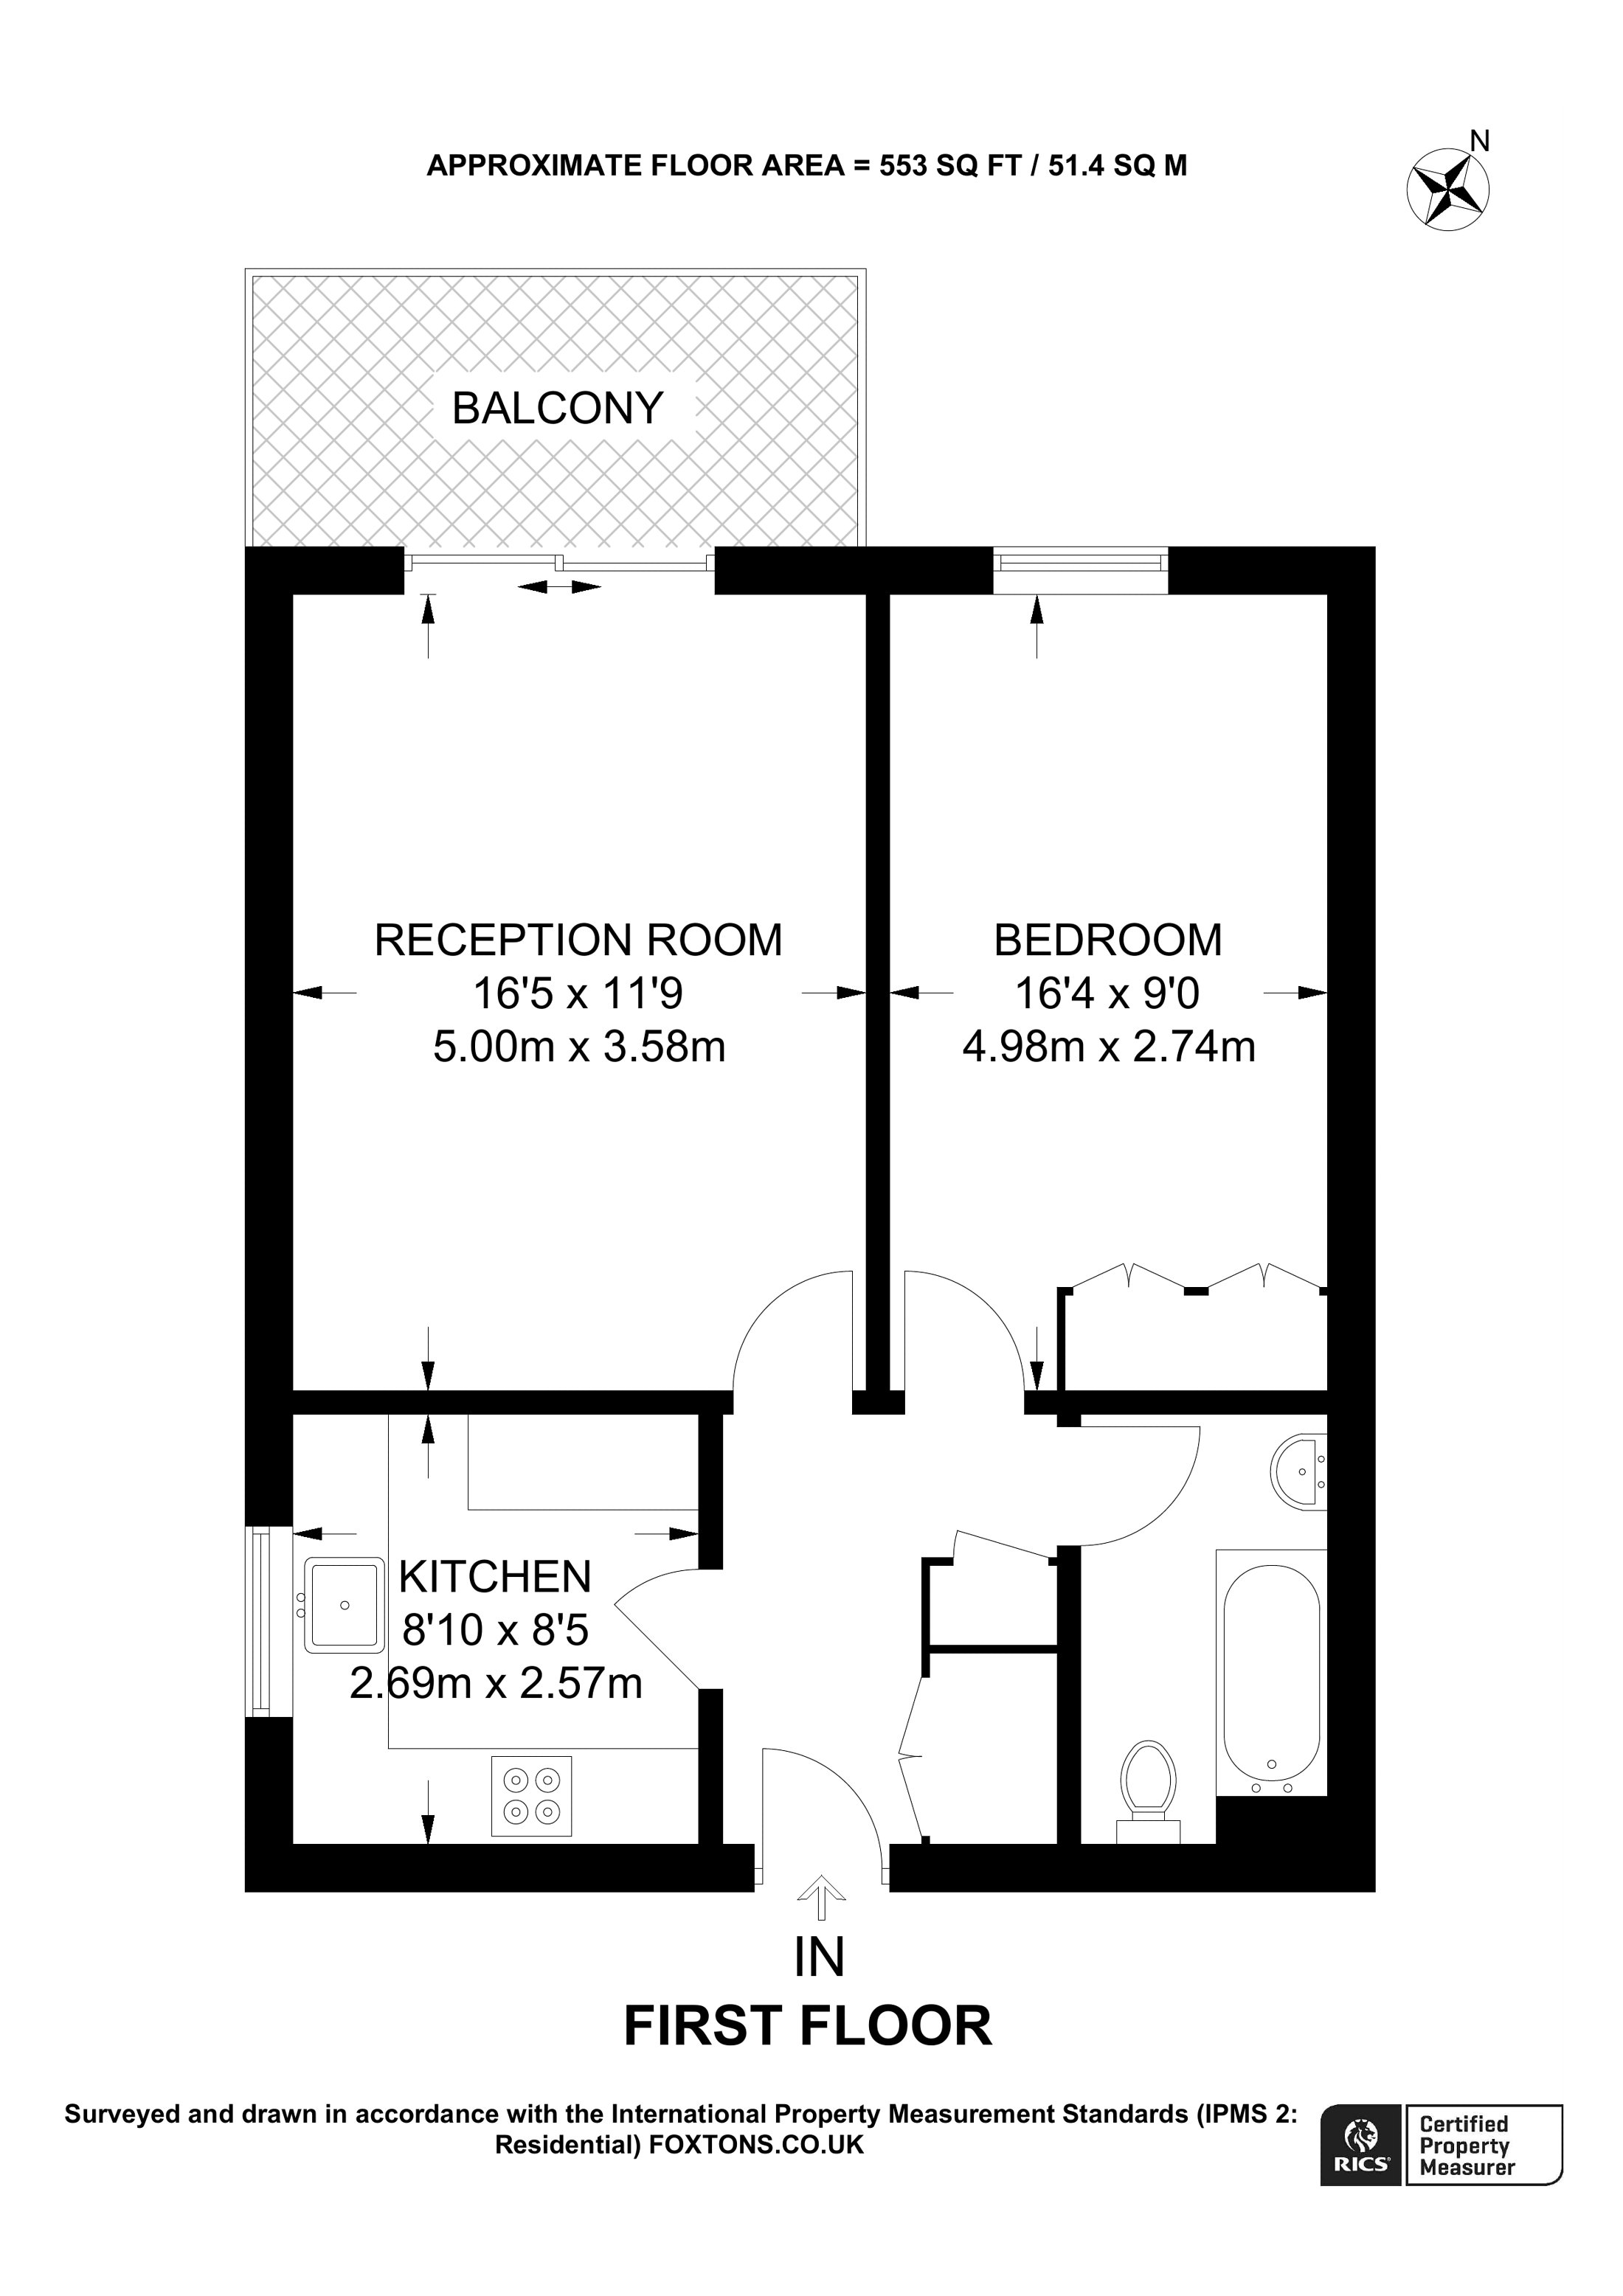 N
APPROXIMATE FLOOR AREA = 553 SQ FT / 51.4 SQ M
BALCONY
RECEPTION ROOM
16'5 x 11'9
5.00m x 3.58m
BEDROOM
16'4 x 9'0
4.98m x 2.74m
KITCHEN
8'10 x 8'5
2.69m x 2.57m
IN
FIRST FLOOR
Surveyed and drawn in accordance with the International Property Measurement Standards (IPMS 2:
Residential) FOXTONS.CO.UK
RICS®
Certified
Property
Measurer